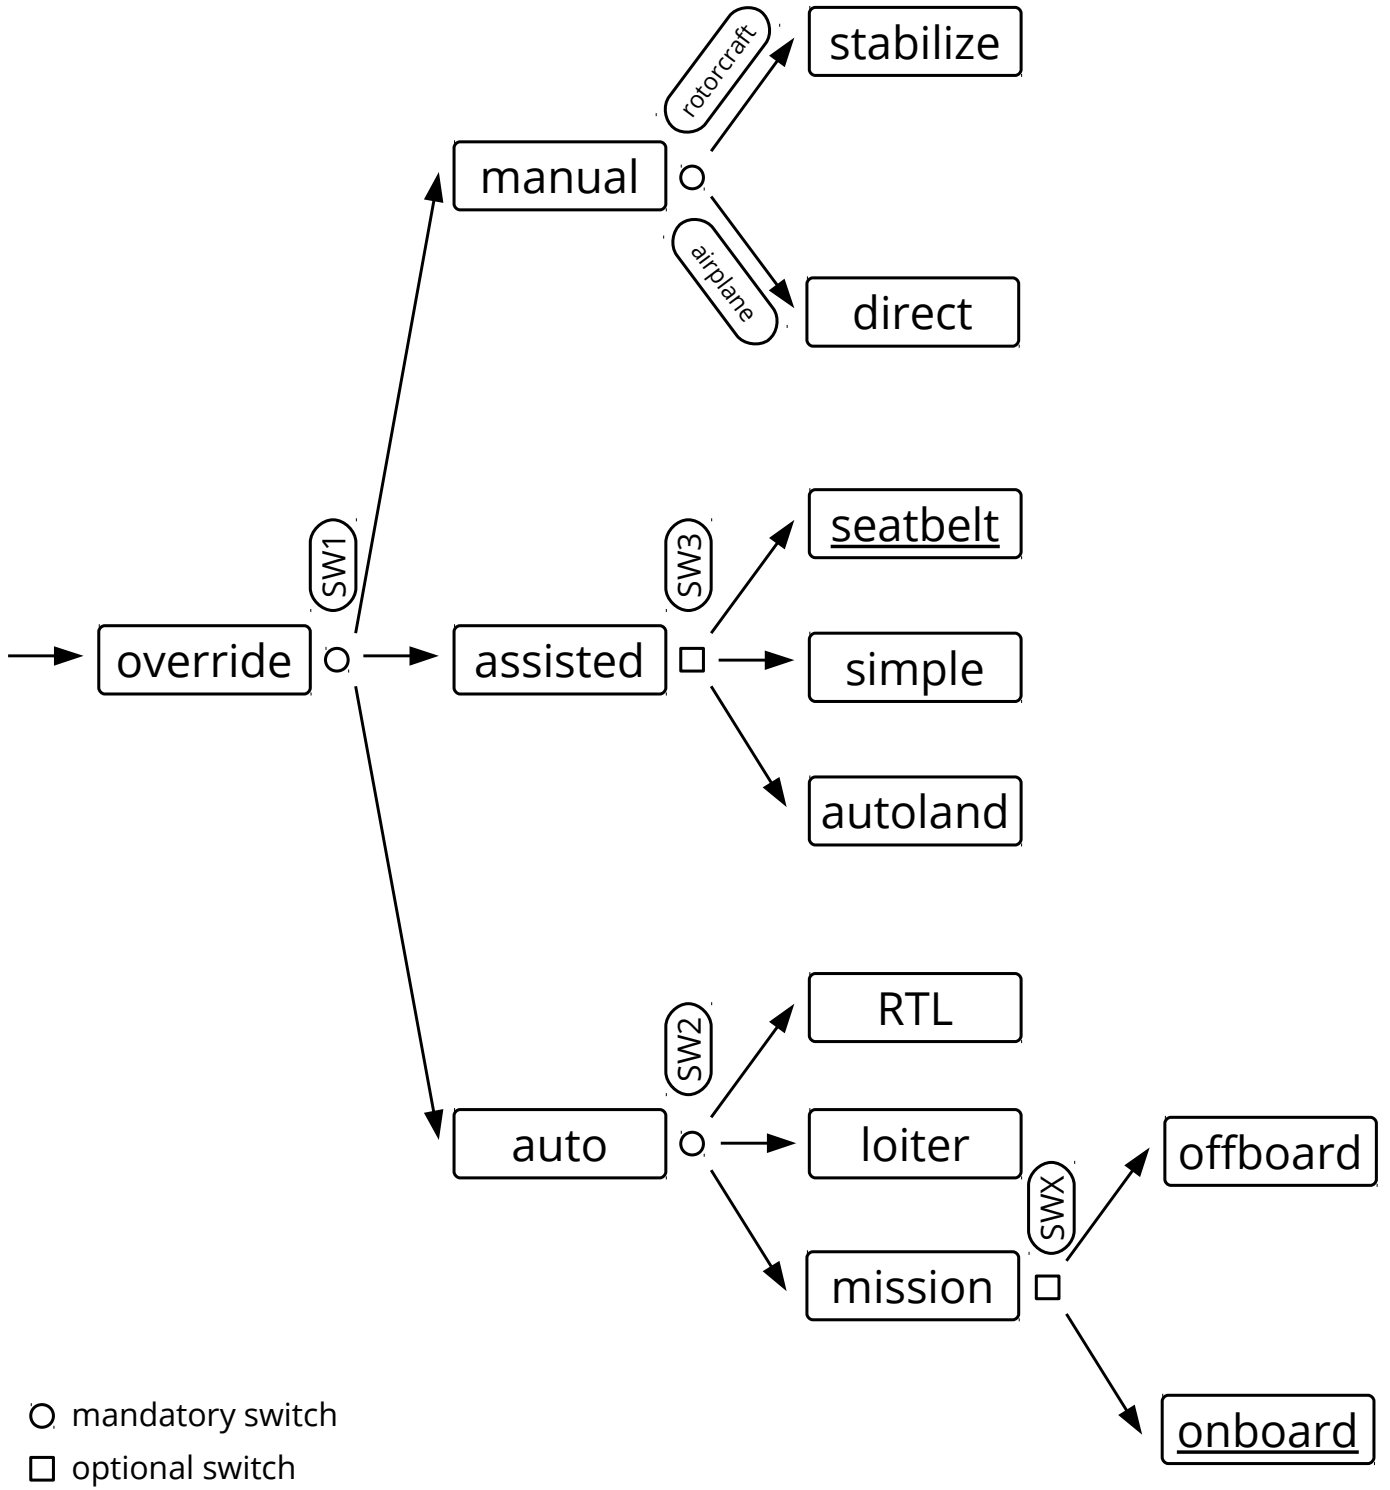 rotorcraft
stabilize
manual
airplane
direct
SW1
SW3
seatbelt
override
assisted
simple
autoland
SW2
RTL
auto
loiter
SWX
offboard
mission
onboard
mandatory switch
optional switch